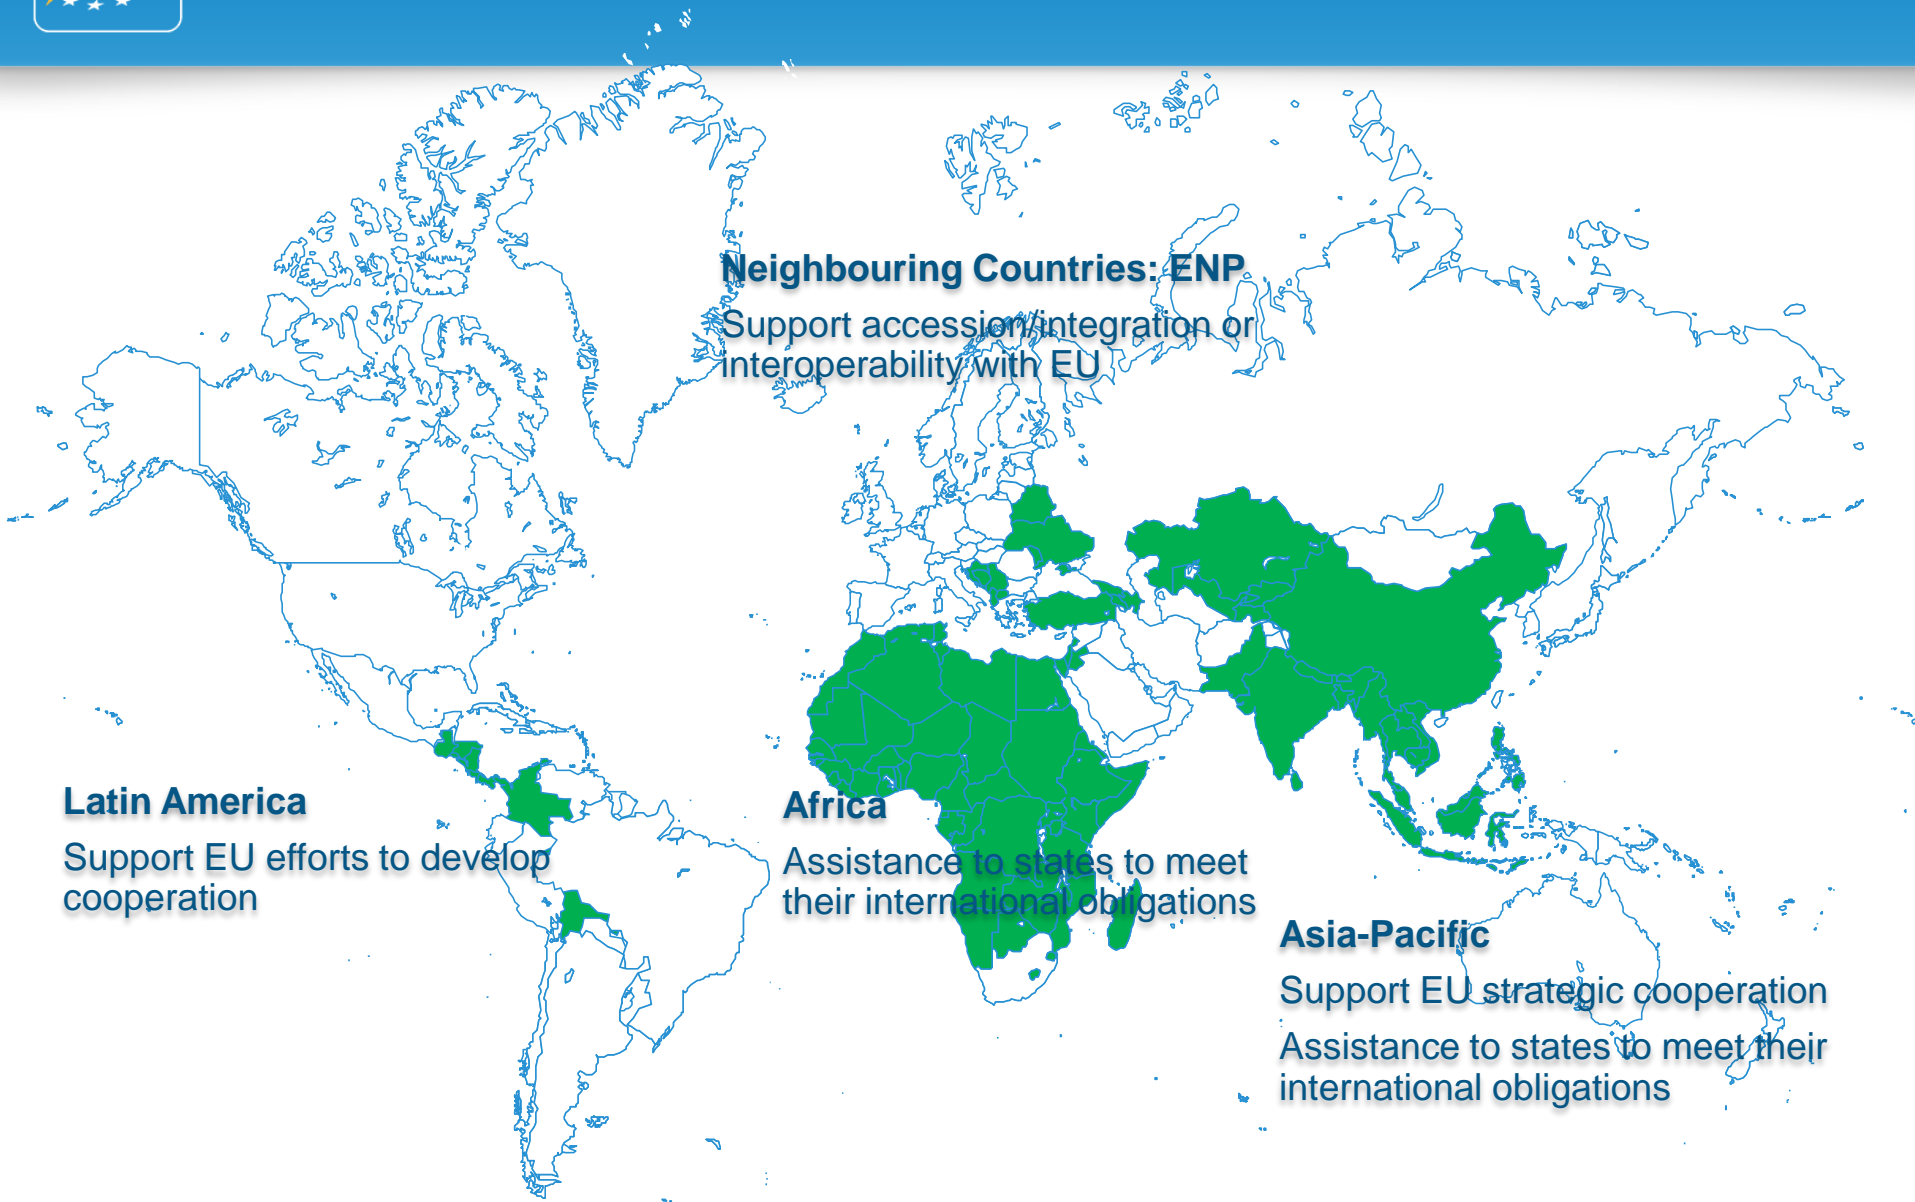 Neighbouring Countries: ENP
Support accession/integration or
interoperability with EU
Latin America
Support EU efforts to develop
cooperation
Africa
Assistance to states to meet
their international obligations
Asia-Pacific
Support EU strategic cooperation
Assistance to states to meet their
international obligations